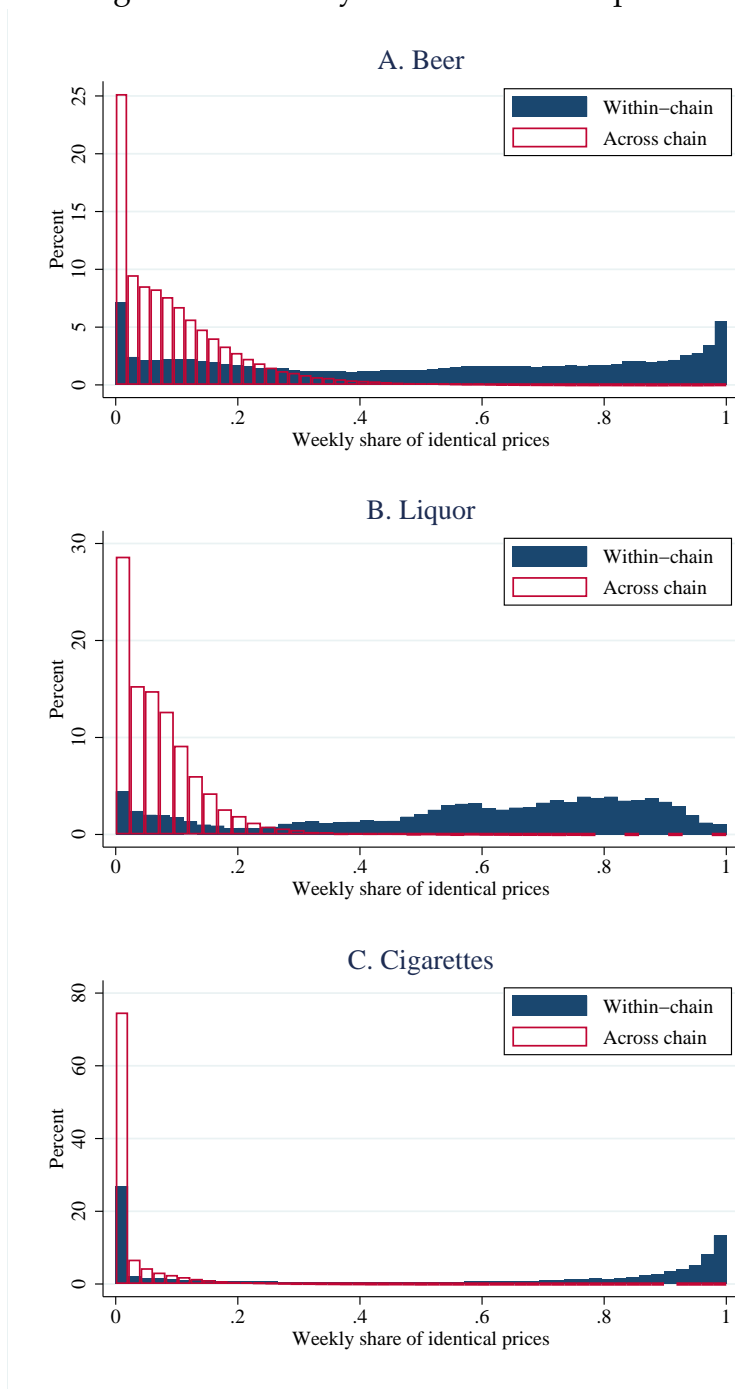 A. Beer
Within−chain
Across chain
25
20
15
10
5
0
Percent
0 .2 .4 .6 .8 1
Weekly share of identical prices
B. Liquor
Within−chain
Across chain
30
20
10
0
Percent
0 .2 .4 .6 .8 1
Weekly share of identical prices
C. Cigarettes
Within−chain
Across chain
80
60
40
20
0
Percent
0 .2 .4 .6 .8 1
Weekly share of identical prices